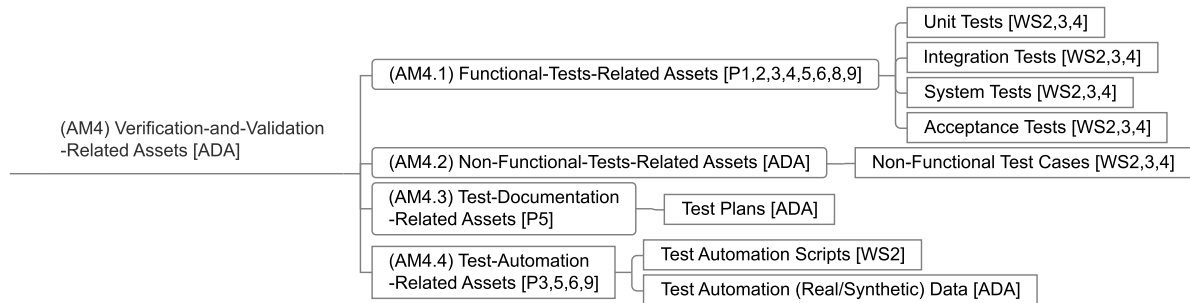 (AM4) Verification-and-Validation
-Related Assets [ADA]
(AM4.1) Functional-Tests-Related Assets [P1,2,3,4,5,6,8,9]
Unit Tests [WS2,3,4]
Integration Tests [WS2,3,4]
System Tests [WS2,3,4]
Acceptance Tests [WS2,3,4]
(AM4.2) Non-Functional-Tests-Related Assets [ADA]
Non-Functional Test Cases [WS2,3,4]
(AM4.3) Test-Documentation
-Related Assets [P5]
Test Plans [ADA]
(AM4.4) Test-Automation
-Related Assets [P3,5,6,9]
Test Automation Scripts [WS2]
Test Automation (Real/Synthetic) Data [ADA]